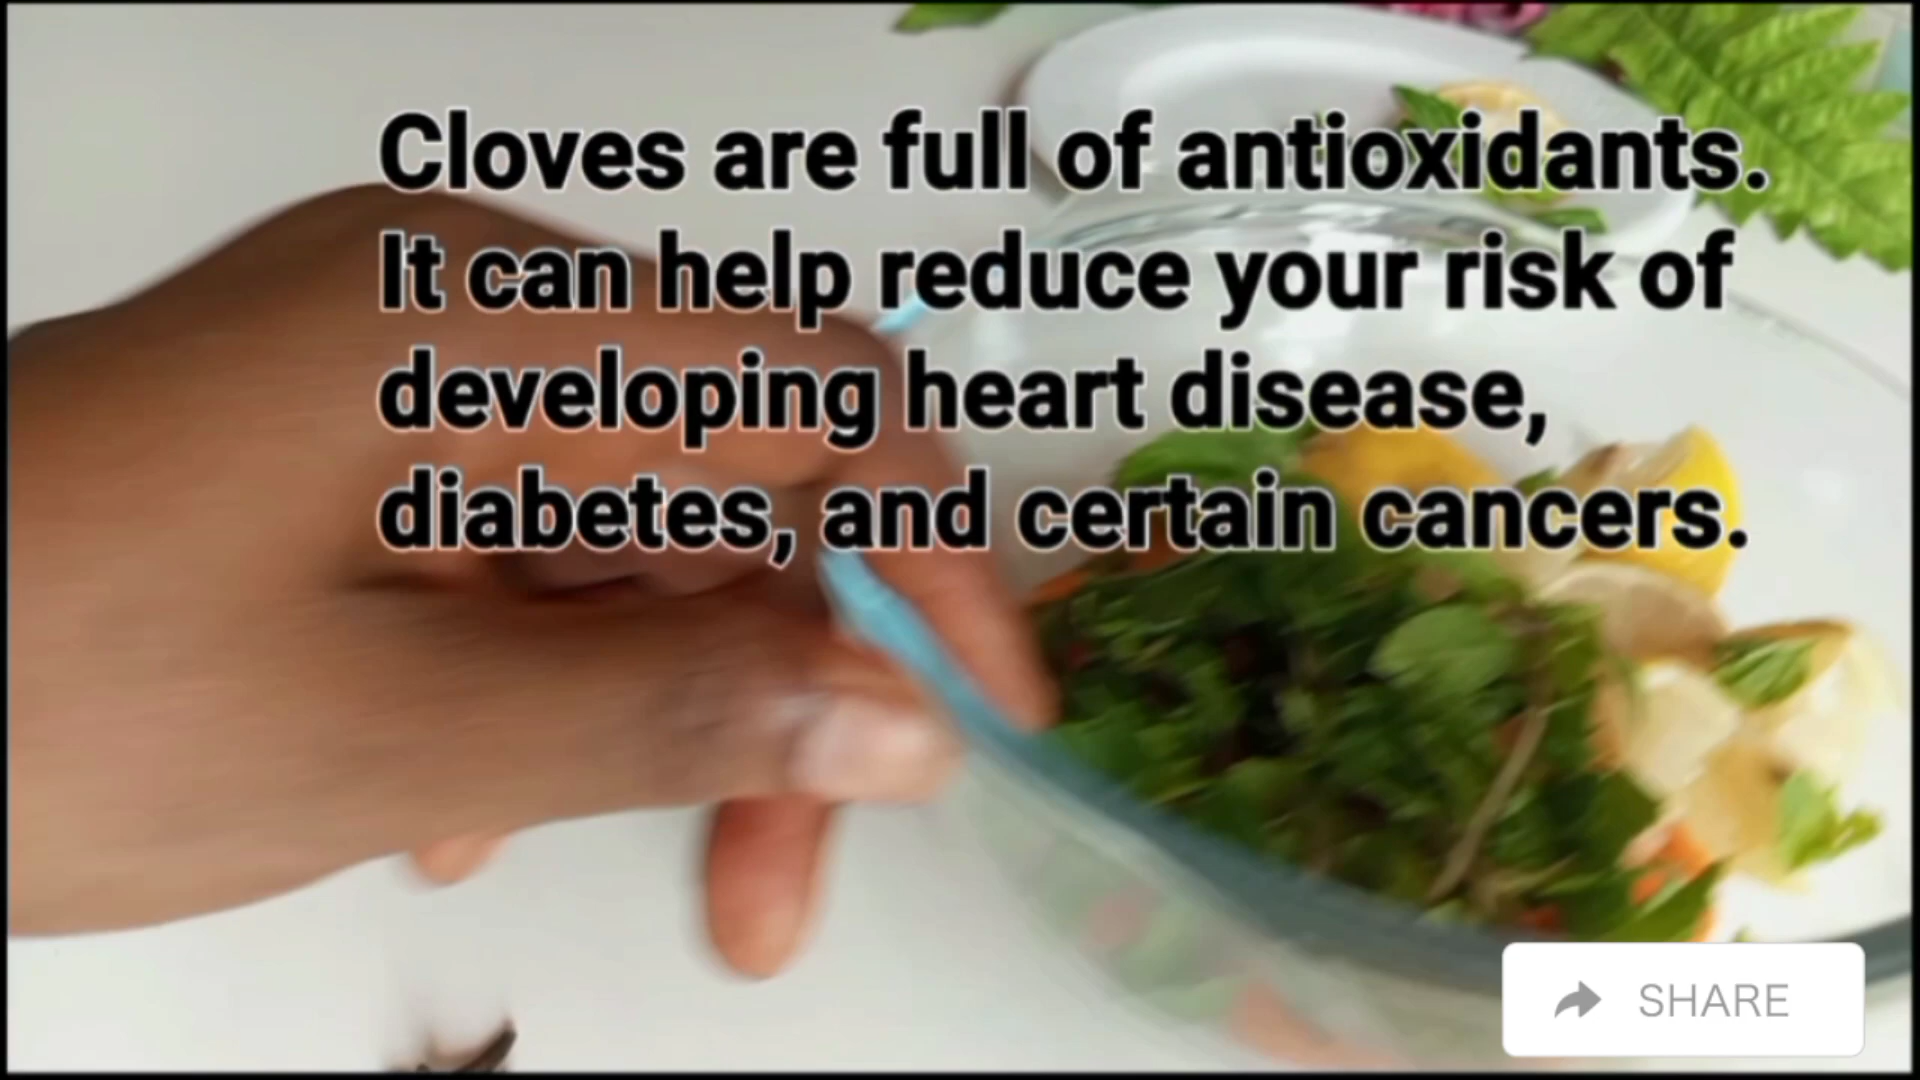 Cloves are full of antioxidants.
It can help reduce your risk of
developing heart disease,
diabetes, and certain cancers.
SHARE